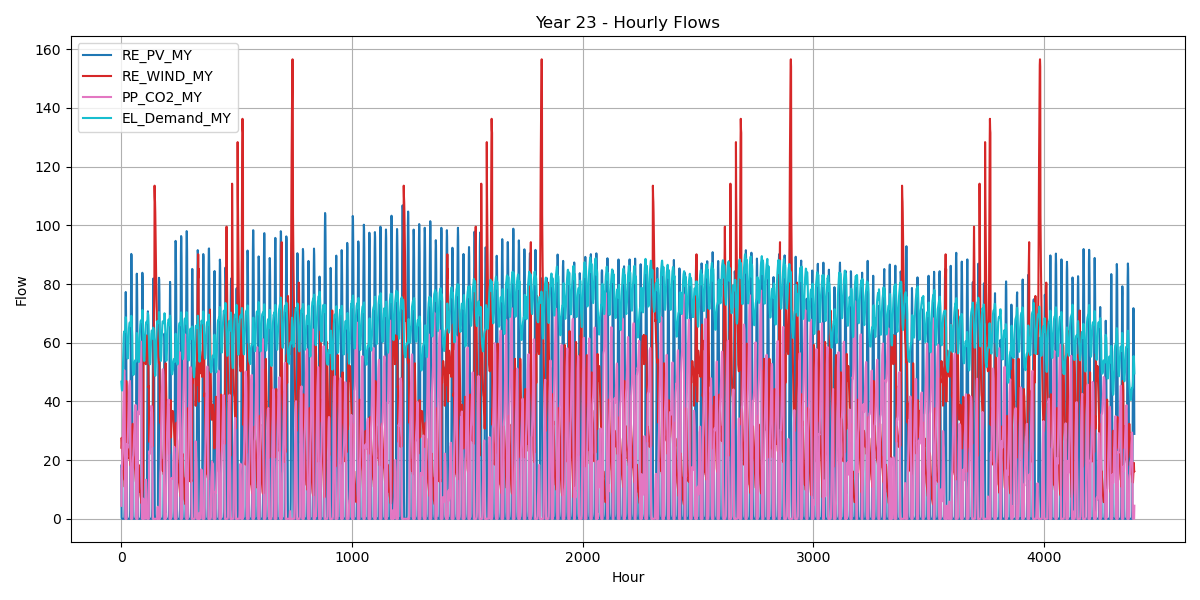 Year 23 - Hourly Flows
RE_PV_MY
RE_WIND_MY
PP_CO2_MY
EL_Demand_MY
Flow
160
140
120
100
80
60
40
20
0
0 1000 2000 3000 4000
Hour